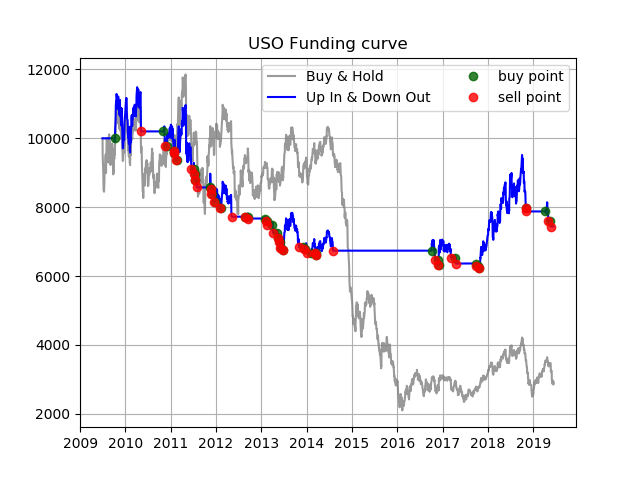 USO Funding curve
12000
10000
8000
6000
4000
2000
Buy & Hold
Up In & Down Out
buy point
sell point
2009 2010 2011 2012 2013 2014 2015 2016 2017 2018 2019